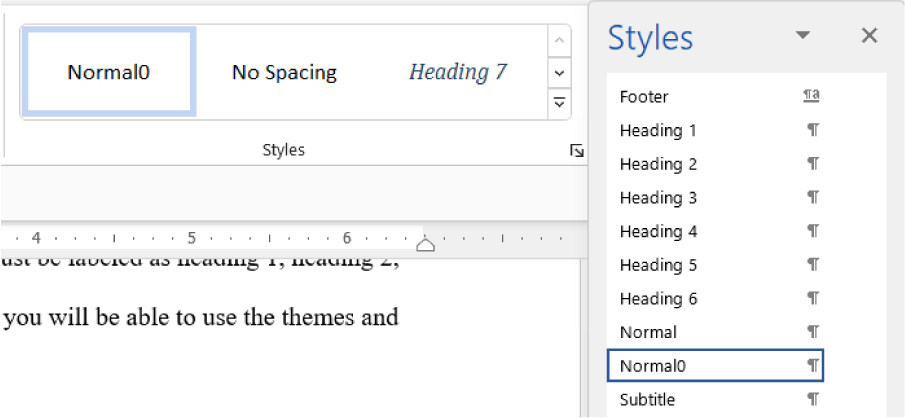 Normal0
No Spacing
Heading 7
Styles
4 5 6
ust be labeled as heading 1, heading 2,
you will be able to use the themes and
Styles
Footer
Heading 1
Heading 2
Heading 3
Heading 4
Heading 5
Heading 6
Normal
Normal0
Subtitle